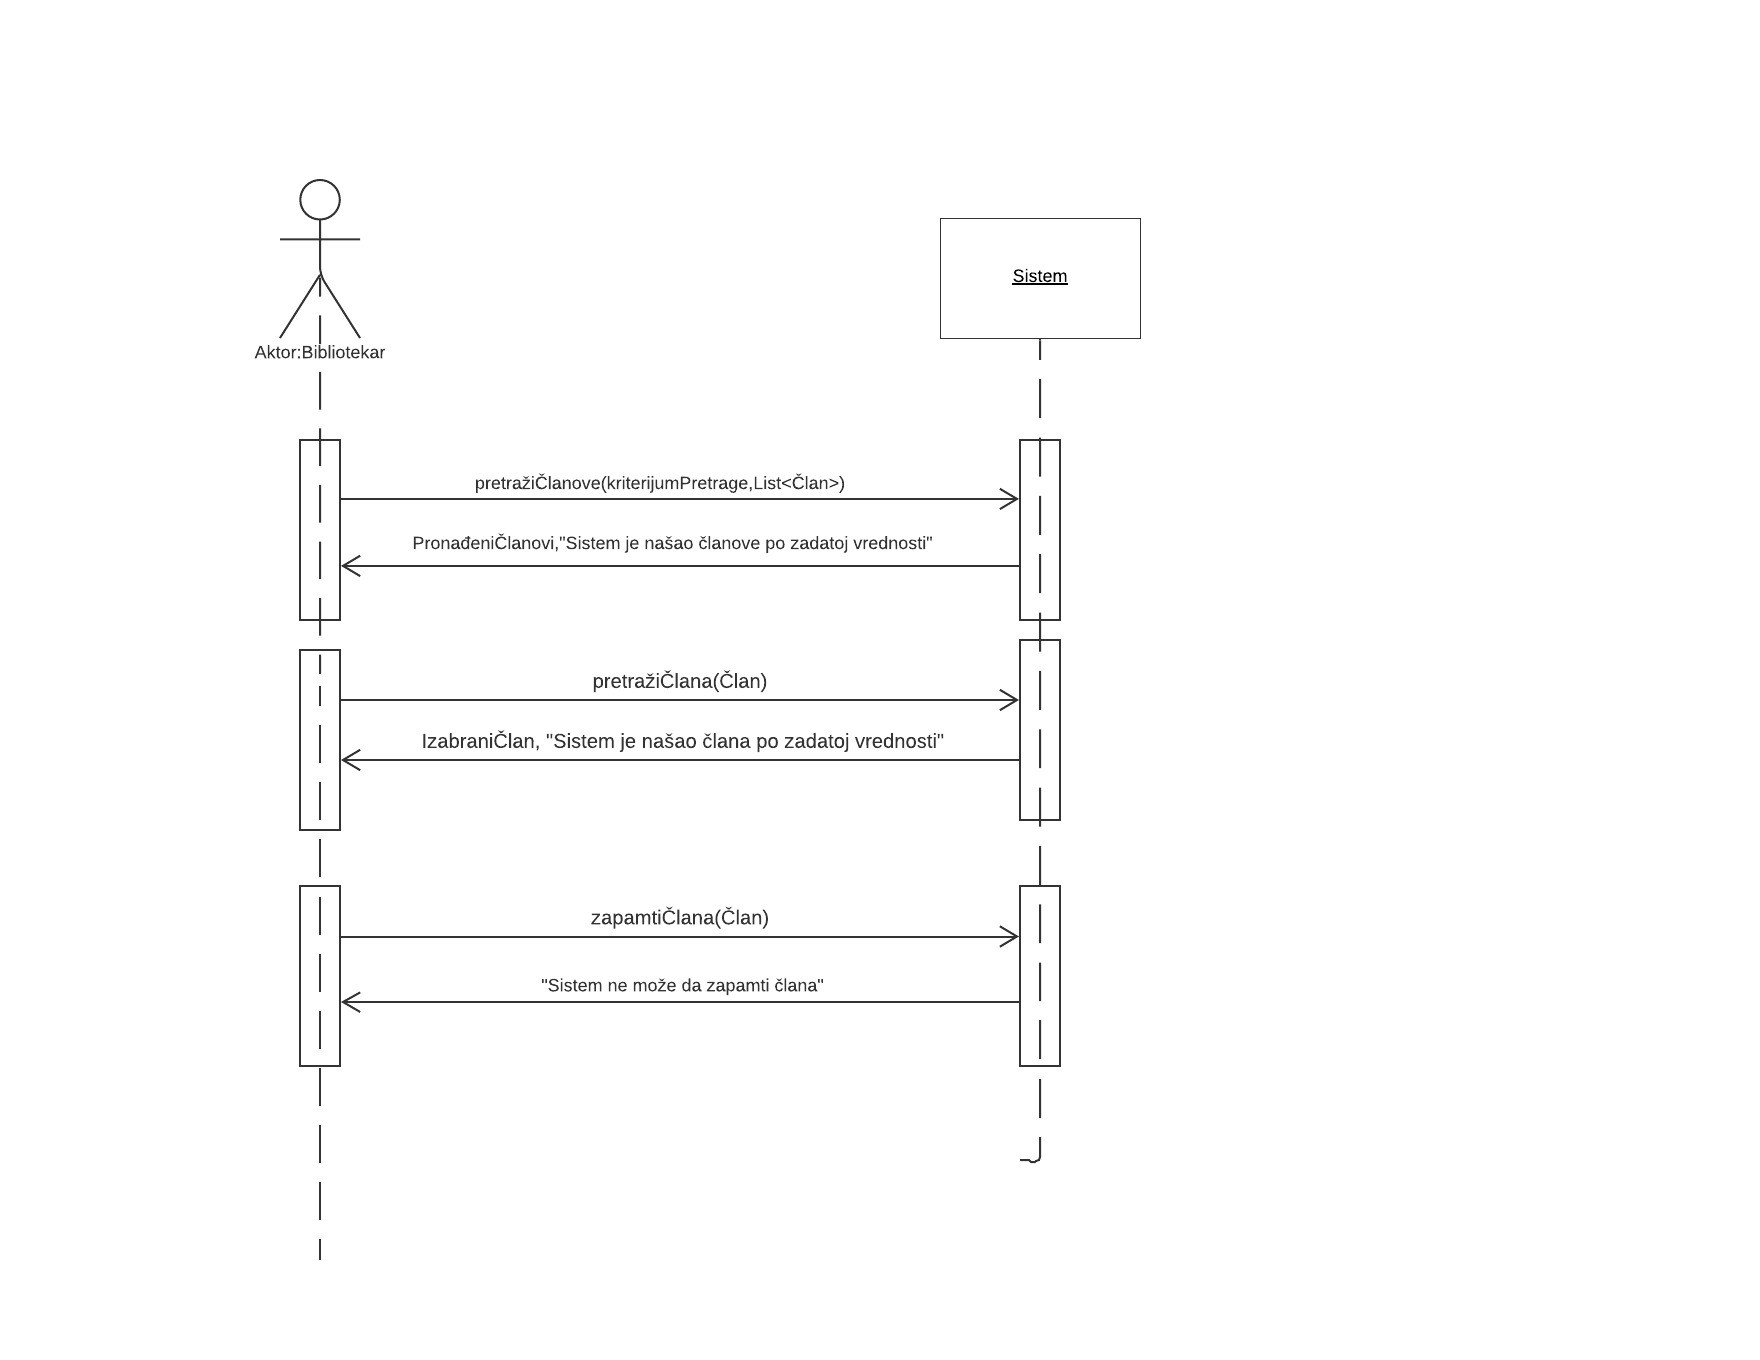 Sistem
Aktor:Bibliotekar
pretražiČlanove(kriterijumPretrage,List<Član>)
PronađeniČlanovi,"Sistem je našao članove po zadatoj vrednosti"
pretražiČlana(Član)
IzabraniČlan, "Sistem je našao člana po zadatoj vrednosti"
zapamtiČlana(Član)
"Sistem ne može da zapamti člana"